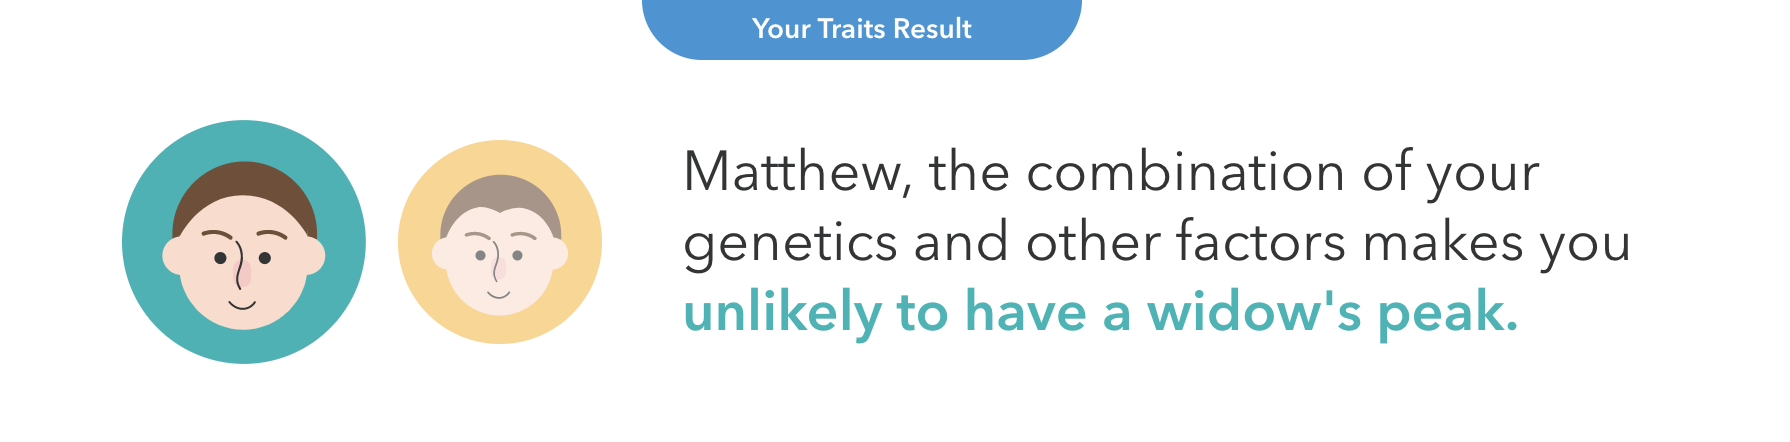 Your Traits Result
Matthew, the combination of your
genetics and other factors makes you
unlikely to have a widow's peak.